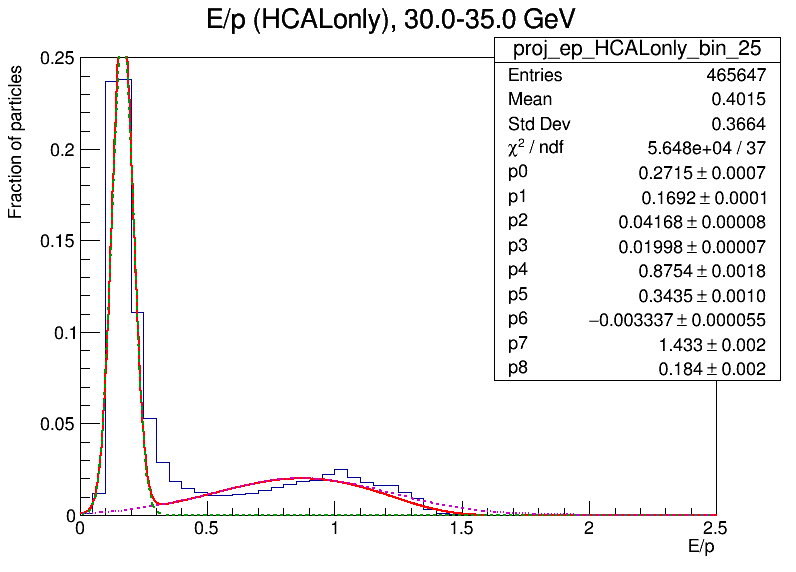 E/p (HCALonly), 30.0-35.0 GeV
proj_ep_HCALonly_bin_25
Entries 465647
Mean 0.4015
Std Dev 0.3664
χ² / ndf 5.648e+04 / 37
p0 0.2715 ± 0.0007
p1 0.1692 ± 0.0001
p2 0.04168 ± 0.00008
p3 0.01998 ± 0.00007
p4 0.8754 ± 0.0018
p5 0.3435 ± 0.0010
p6 −0.003337 ± 0.000055
p7 1.433 ± 0.002
p8 0.184 ± 0.002
Fraction of particles
0.25
0.2
0.15
0.1
0.05
0
0 0.5 1 1.5 2 2.5
E/p